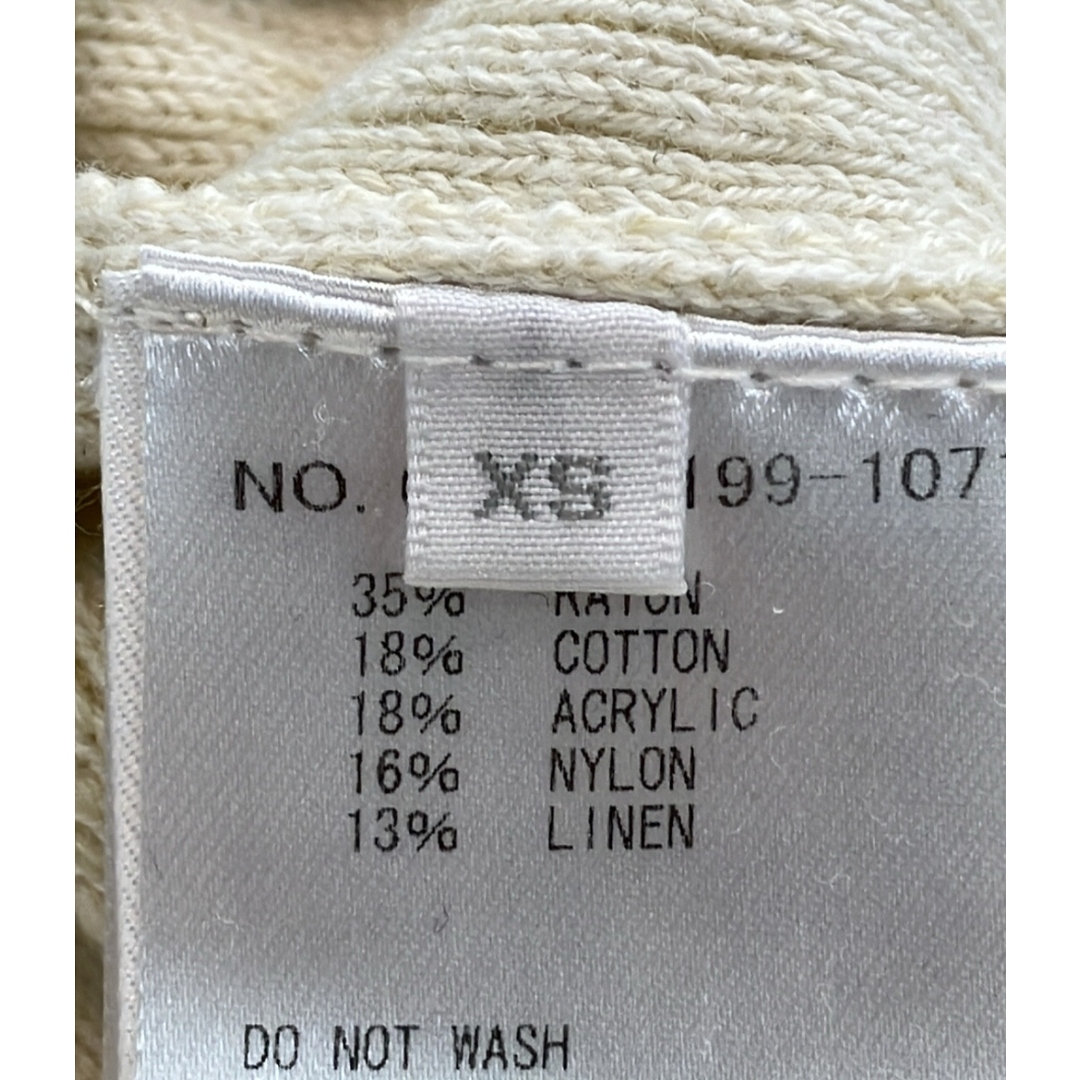 XS
NO. 199-107
35% RAYON
18% COTTON
18% ACRYLIC
16% NYLON
13% LINEN
DO NOT WASH